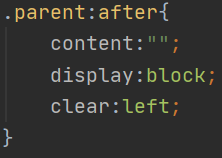 .parent:after{
    content:"";
    display:block;
    clear:left;
}